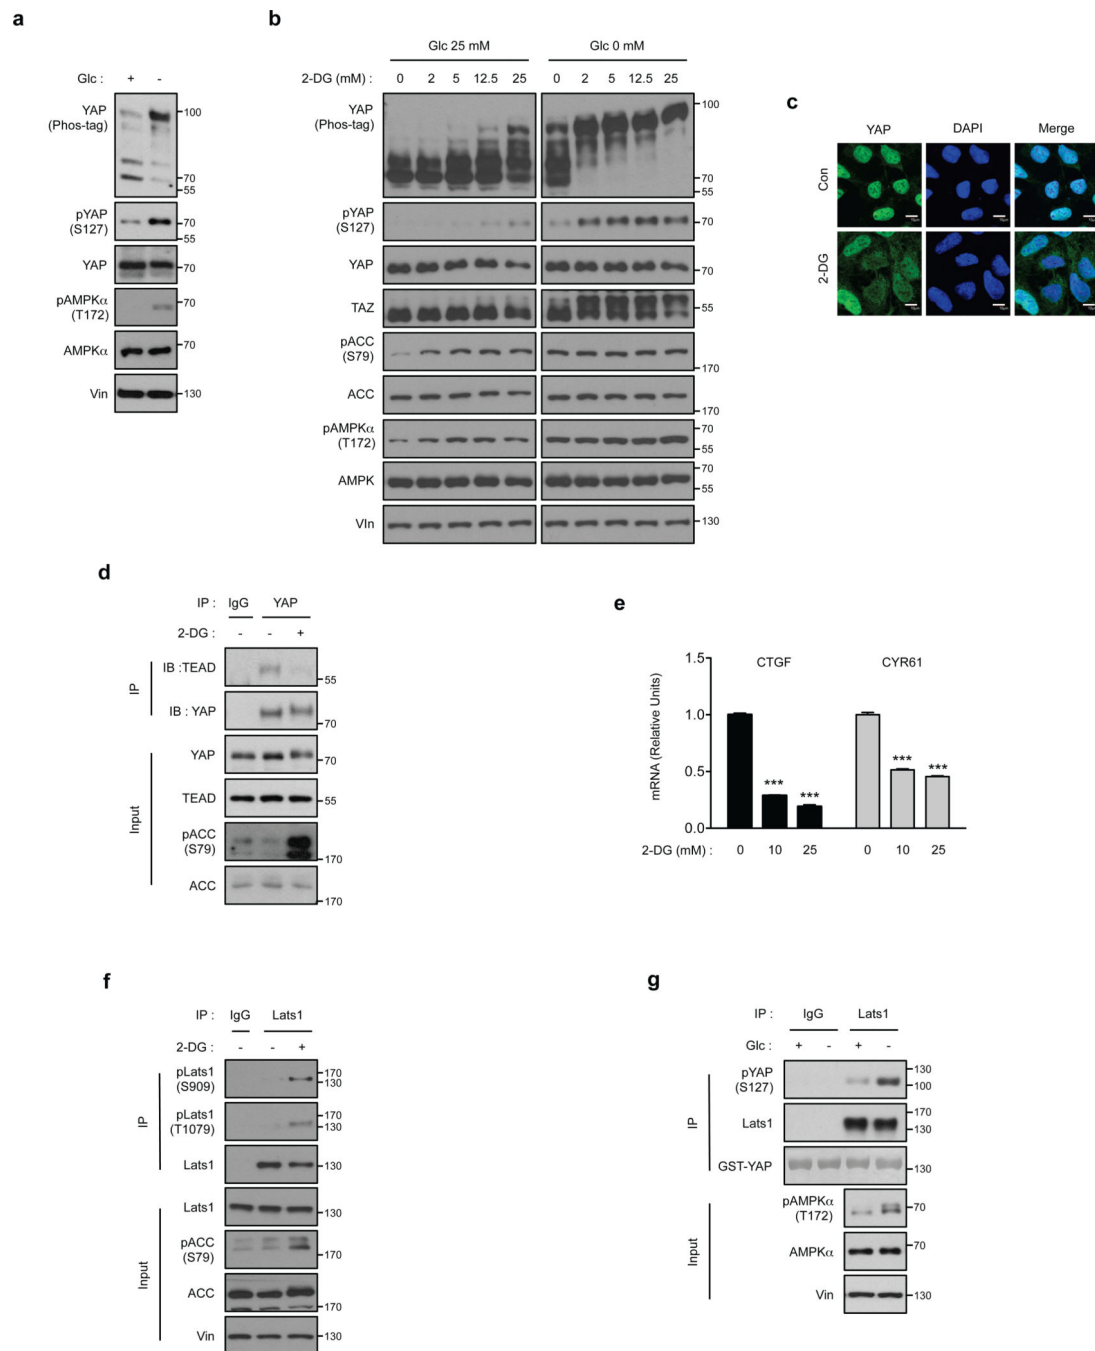 a
Glc : + -
YAP
(Phos-tag)
100
70
55
pYAP
(S127)
70
55
YAP
70
pAMPKα
(T172)
70
AMPKα
70
Vin
130
b
Glc 25 mM Glc 0 mM
2-DG (mM) : 0 2 5 12.5 25 0 2 5 12.5 25
YAP
(Phos-tag)
100
70
55
pYAP
(S127)
70
YAP
70
TAZ
55
pACC
(S79)
170
ACC
170
pAMPKα
(T172)
70
55
AMPK
70
55
VIn
130
c
YAP DAPI Merge
Con
2-DG
d
IP : IgG YAP
2-DG : - - +
IP
IB :TEAD
55
IB : YAP
70
Input
YAP
70
TEAD
55
pACC
(S79)
170
ACC
170
e
mRNA (Relative Units)
1.5
1.0
0.5
0.0
CTGF CYR61
*** *** *** ***
2-DG (mM) : 0 10 25 0 10 25
f
IP : IgG Lats1
2-DG : - - +
IP
pLats1
(S909)
170
130
pLats1
(T1079)
170
130
Lats1
130
Input
Lats1
130
pACC
(S79)
170
ACC
170
Vin
130
g
IP : IgG Lats1
Glc : + - + -
IP
pYAP
(S127)
130
100
Lats1
170
130
GST-YAP
130
Input
pAMPKα
(T172)
70
AMPKα
70
Vin
130